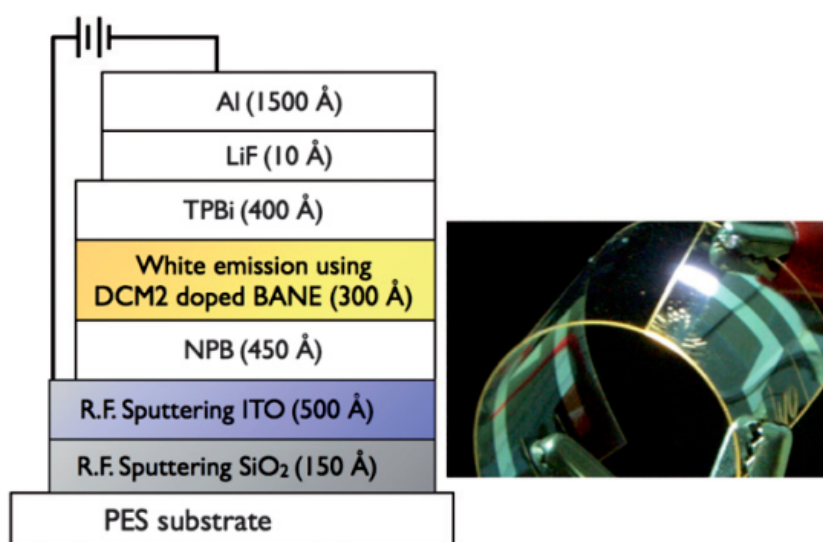 Al (1500 Å)
LiF (10 Å)
TPBi (400 Å)
White emission using
DCM2 doped BANE (300 Å)
NPB (450 Å)
R.F. Sputtering ITO (500 Å)
R.F. Sputtering SiO₂ (150 Å)
PES substrate